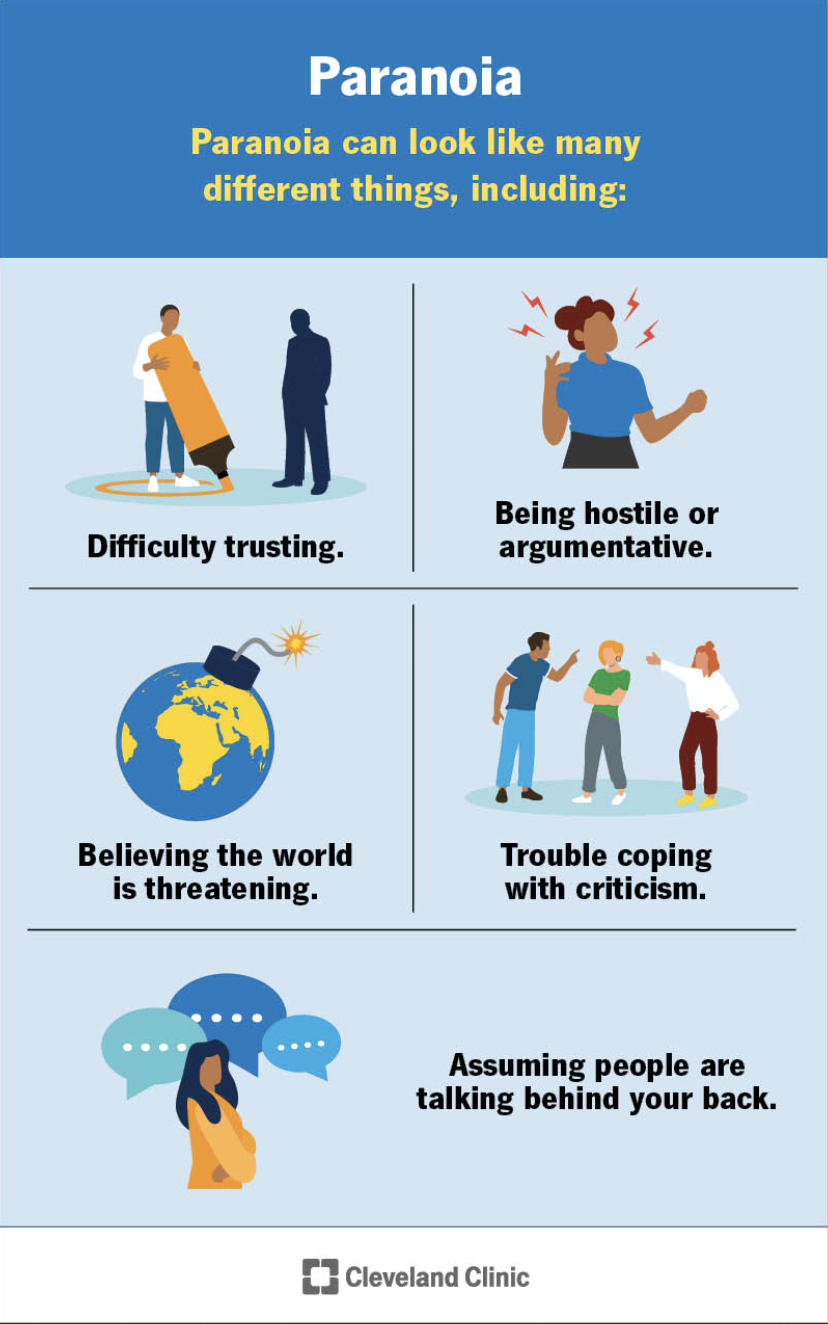 Paranoia
Paranoia can look like many
different things, including:
Difficulty trusting.
Being hostile or
argumentative.
Believing the world
is threatening.
Trouble coping
with criticism.
Assuming people are
talking behind your back.
Cleveland Clinic